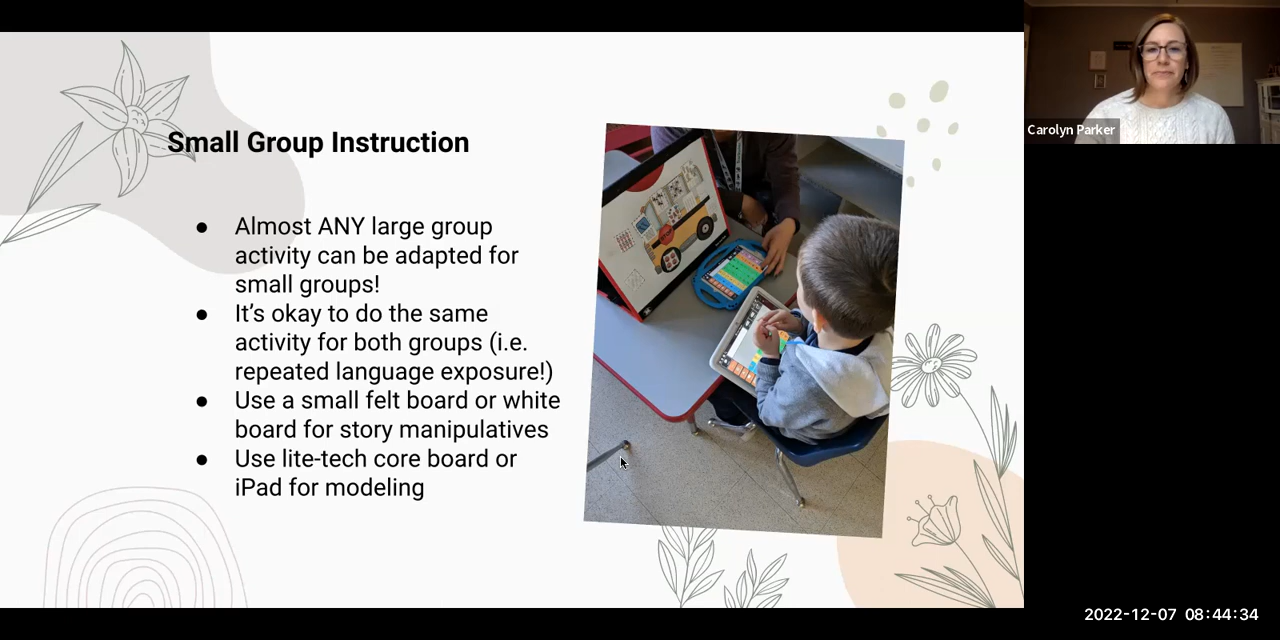 Small Group Instruction
● Almost ANY large group
activity can be adapted for
small groups!
● It's okay to do the same
activity for both groups (i.e.
repeated language exposure!)
● Use a small felt board or white
board for story manipulatives
● Use lite-tech core board or
iPad for modeling
Carolyn Parker
2022-12-07 08:44:34